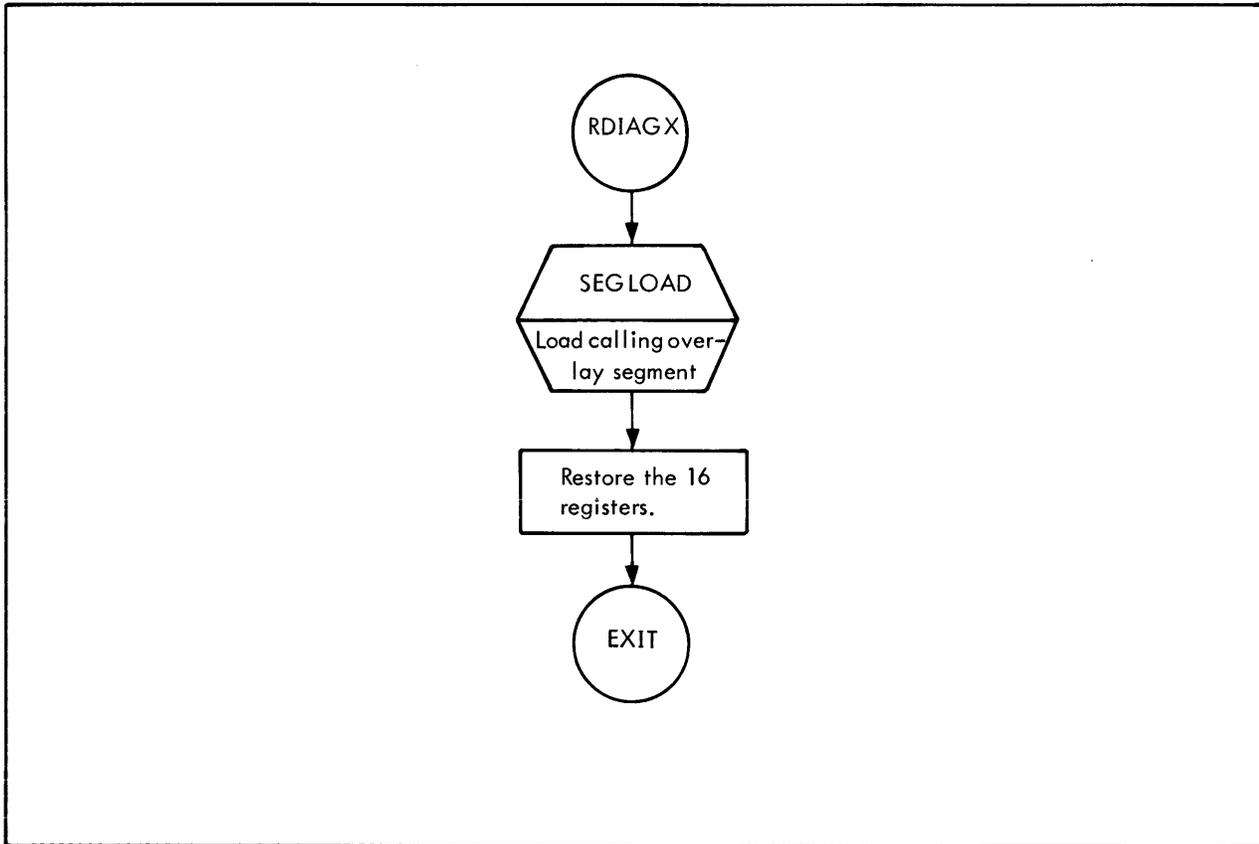 RDIAGX
SEGLOAD
Load calling over-
lay segment
Restore the 16
registers.
EXIT